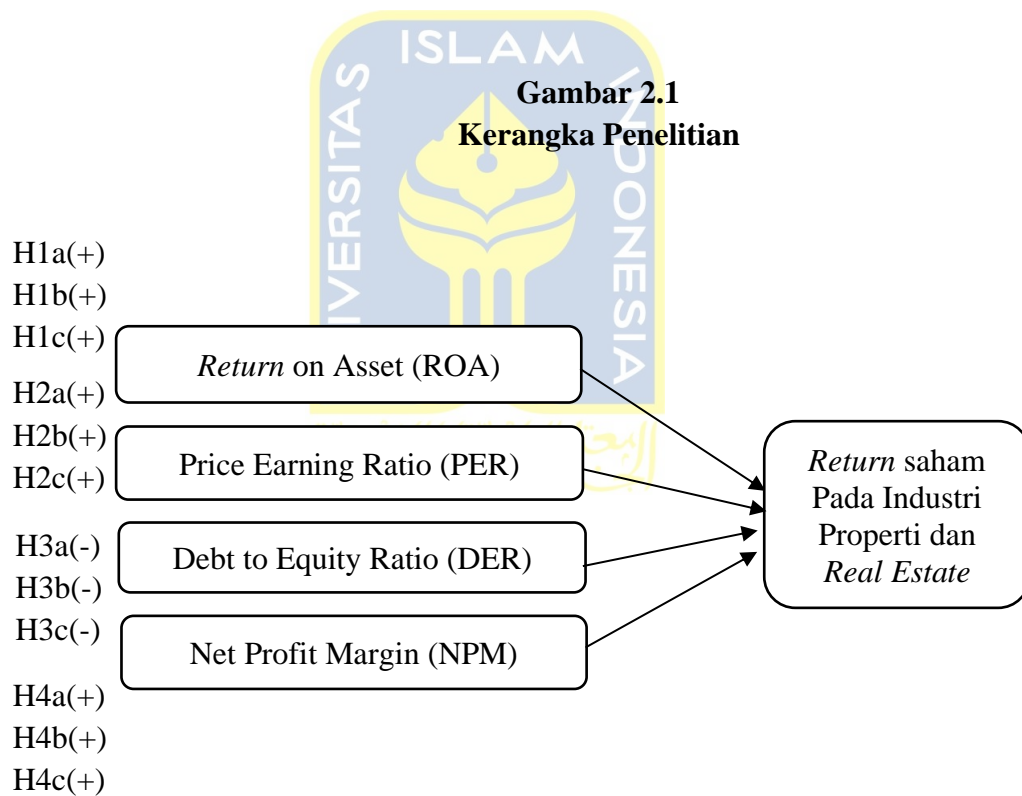 ISLAM
UNIVERSITAS
INDONESIA
Gambar 2.1
Kerangka Penelitian
H1a(+)
H1b(+)
H1c(+)
Return on Asset (ROA)
H2a(+)
H2b(+)
H2c(+)
Price Earning Ratio (PER)
H3a(-)
H3b(-)
H3c(-)
Debt to Equity Ratio (DER)
Net Profit Margin (NPM)
H4a(+)
H4b(+)
H4c(+)
Return saham
Pada Industri
Properti dan
Real Estate